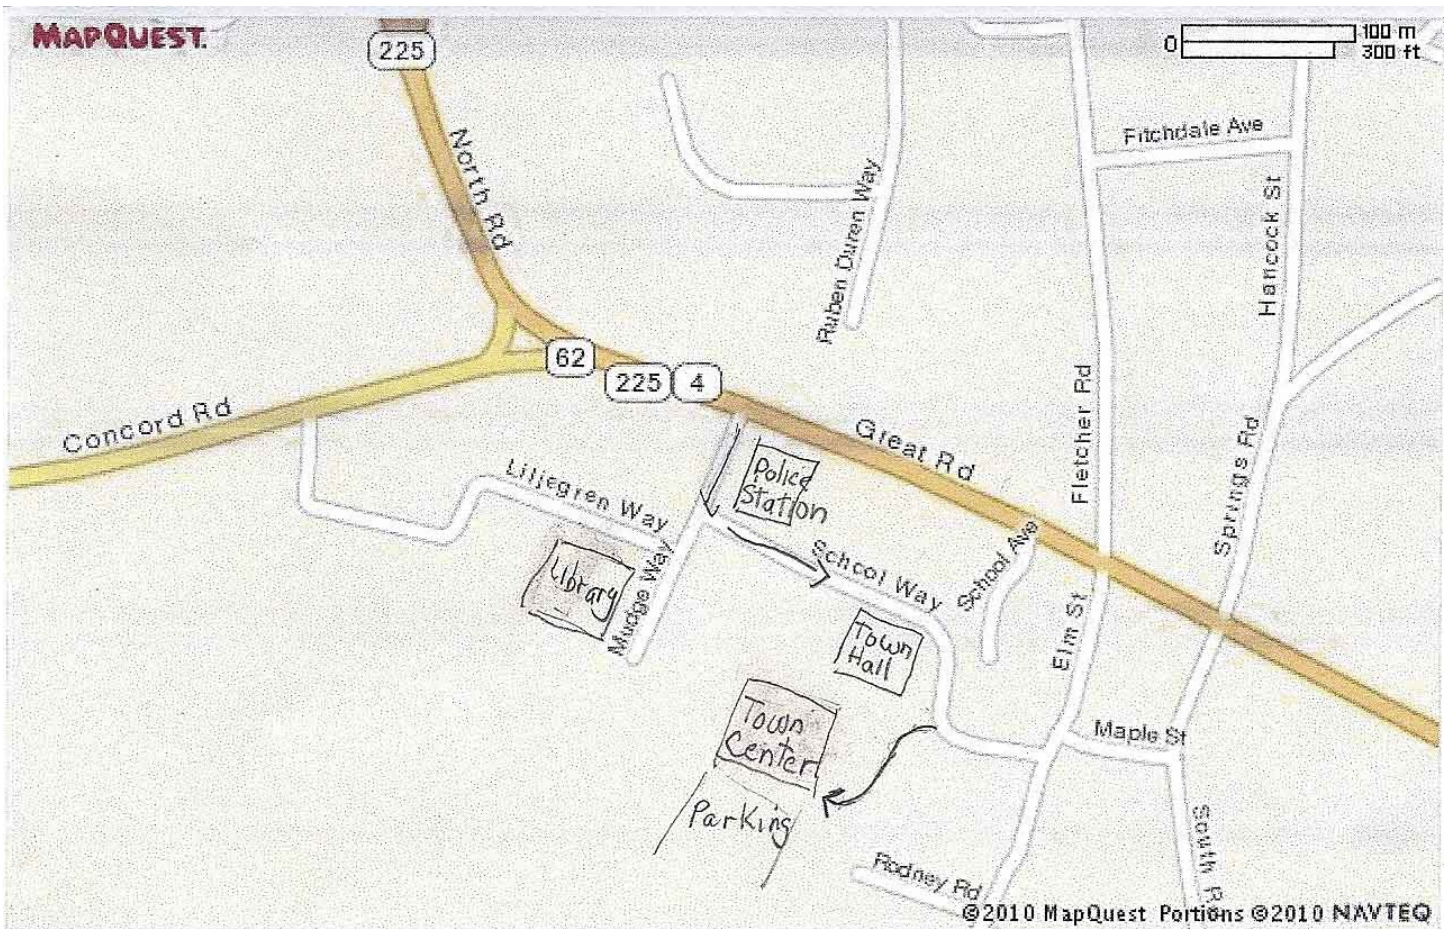 MAPQUEST.
225
0
100 m
300 ft
North Rd
Fitchdale Ave
Ruben Duren Way
Hancock St
62
225
4
Concord Rd
Great Rd
Fletcher Rd
Springs Rd
Liljegren Way
Police
Station
School Way
School Ave
Library
Mudge Way
Town
Hall
Elm St
Town
Center
Maple St
Parking
Rodney Rd
South R
©2010 MapQuest Portions ©2010 NAVTEQ